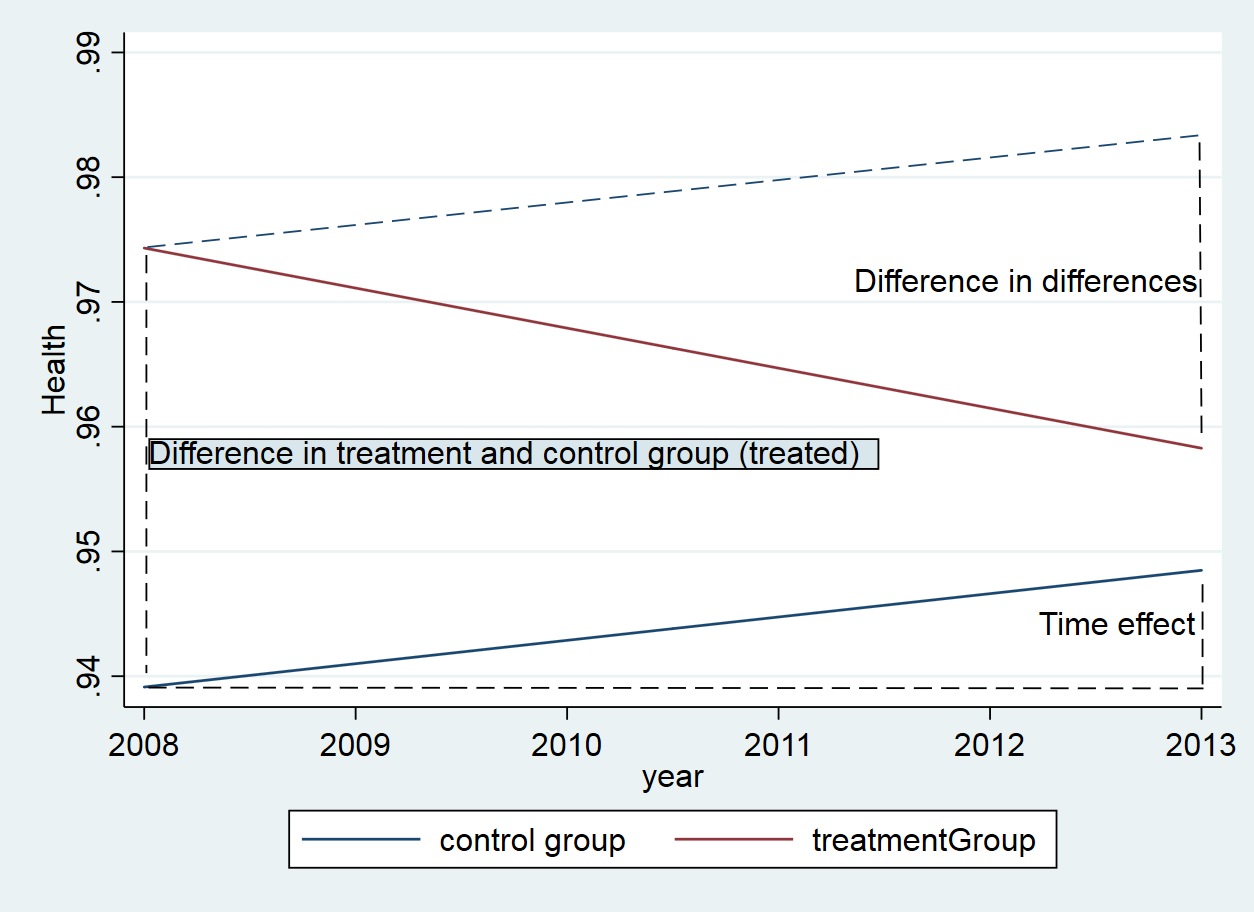 .99
.98
.97
.96
.95
.94
Health
Difference in differences
Difference in treatment and control group (treated)
Time effect
2008 2009 2010 2011 2012 2013
year
control group treatmentGroup